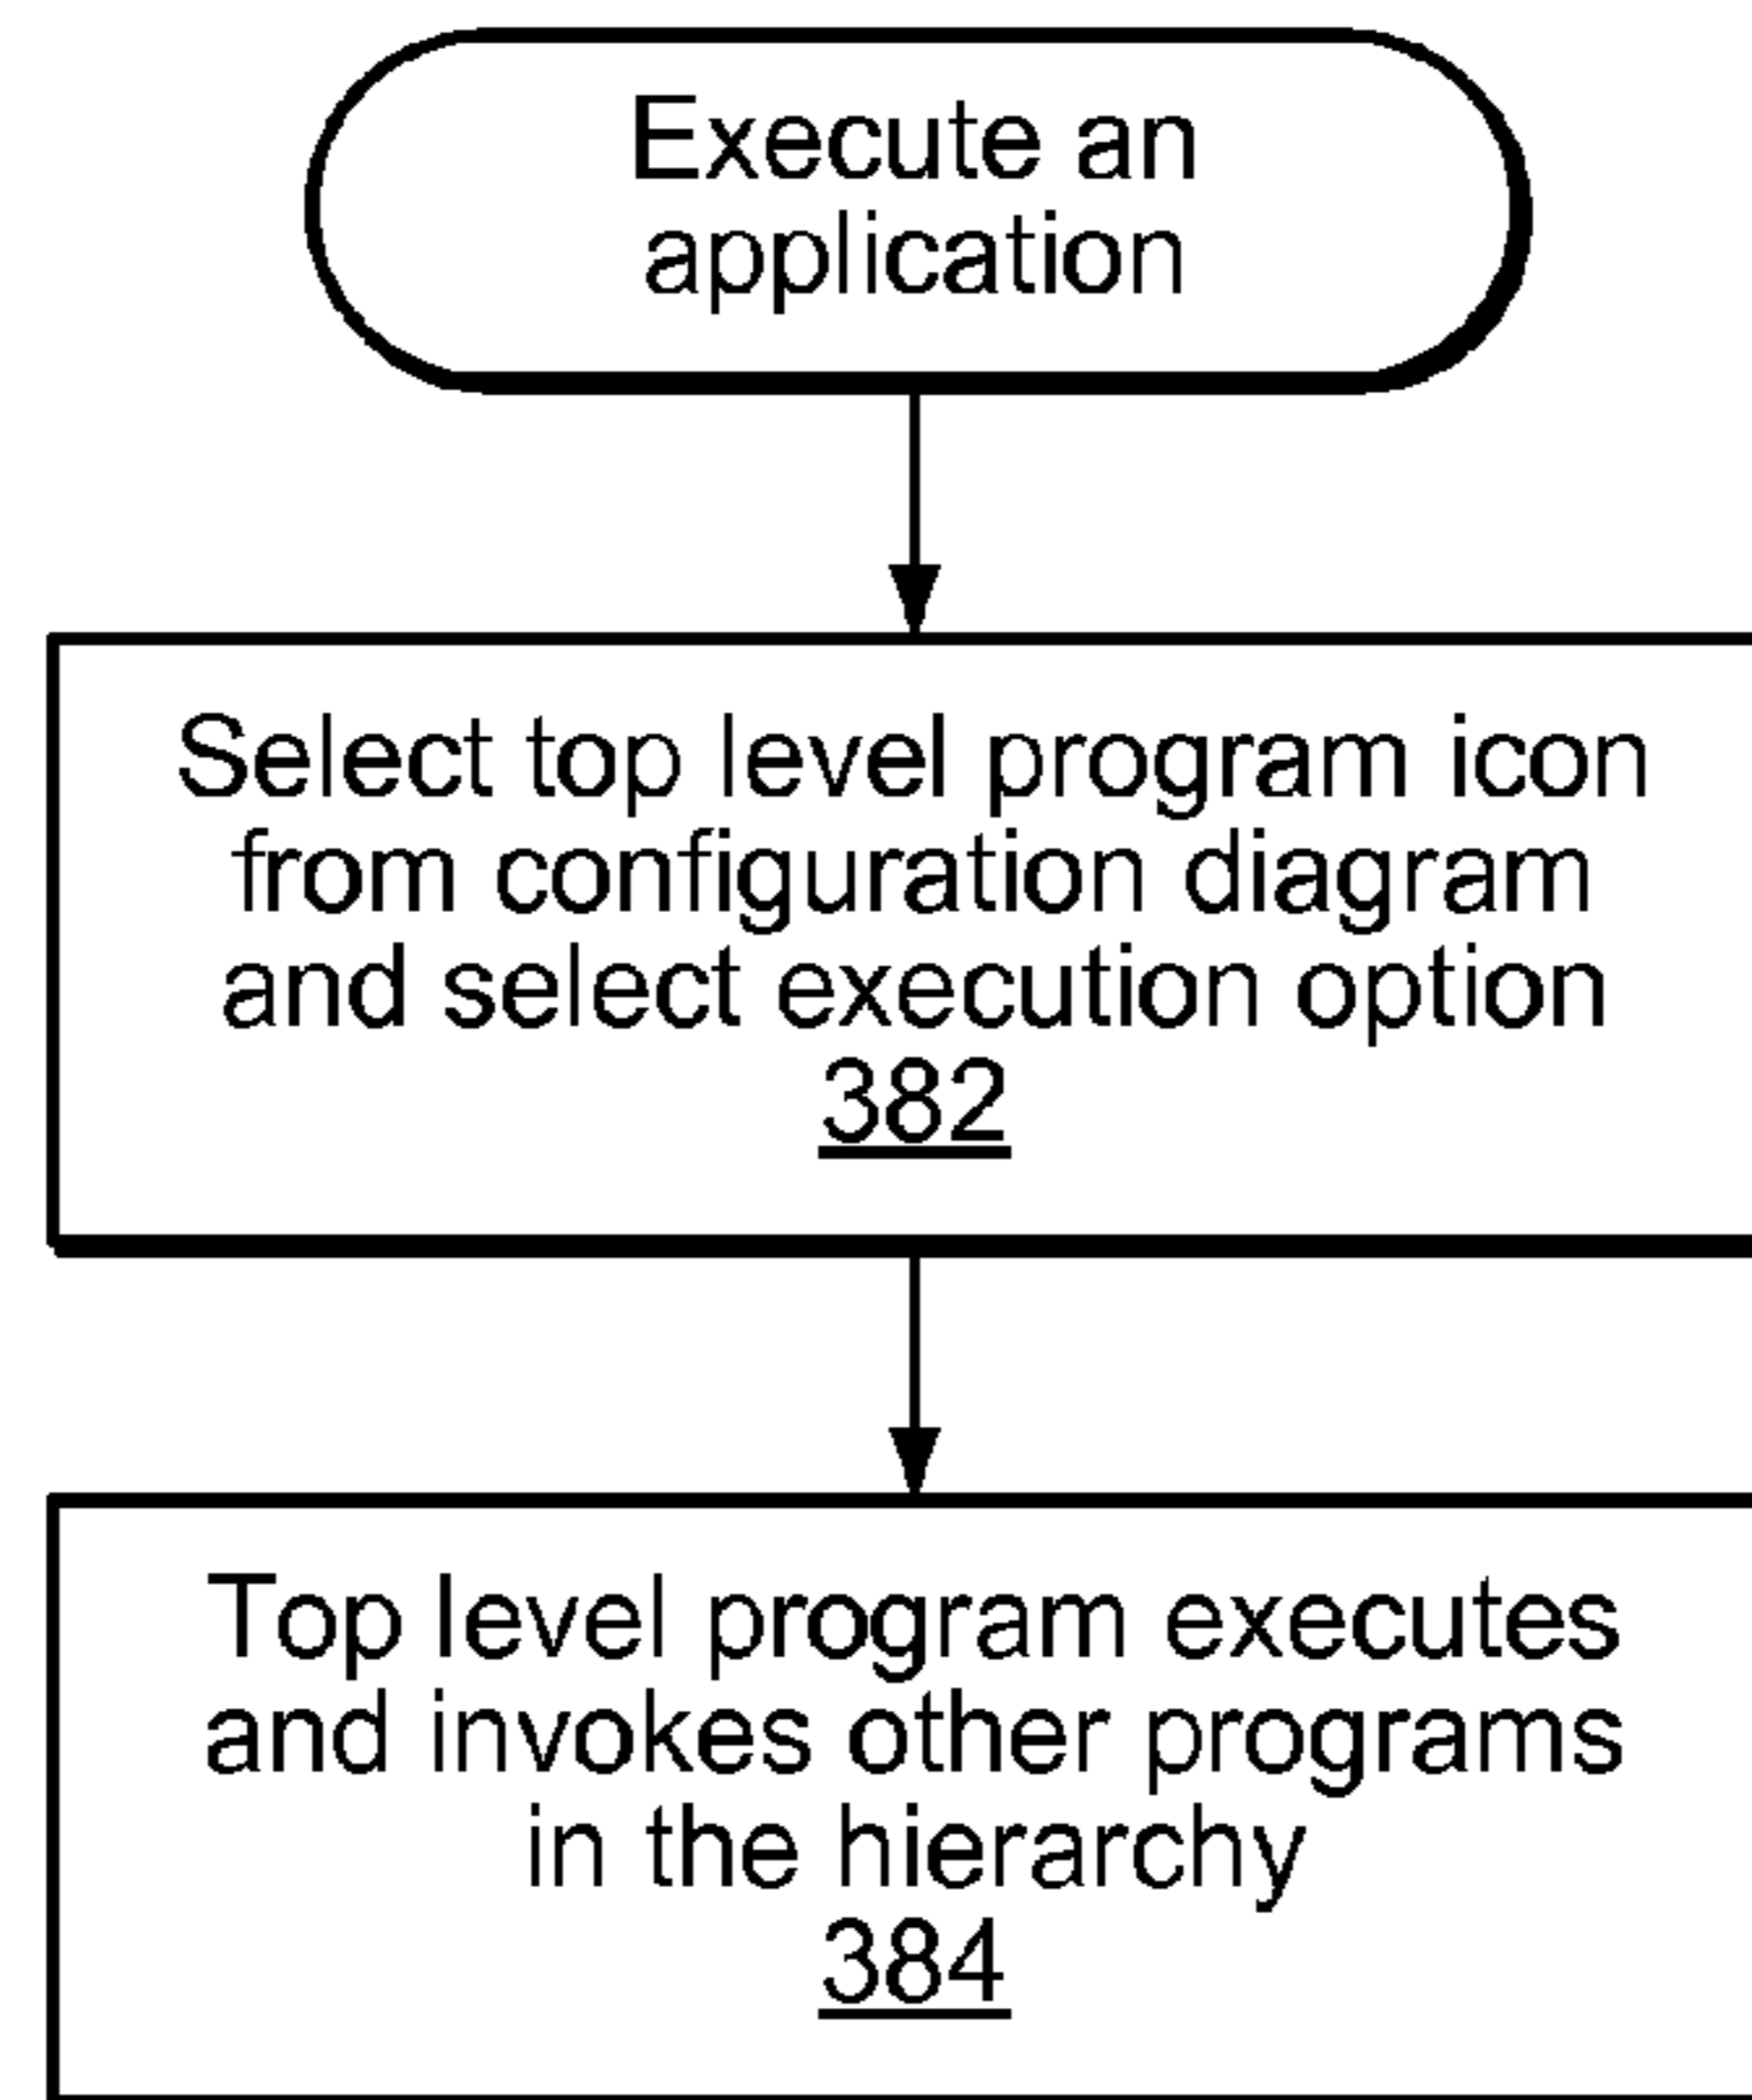 Execute an
application
Select top level program icon
from configuration diagram
and select execution option
382
Top level program executes
and invokes other programs
in the hierarchy
384